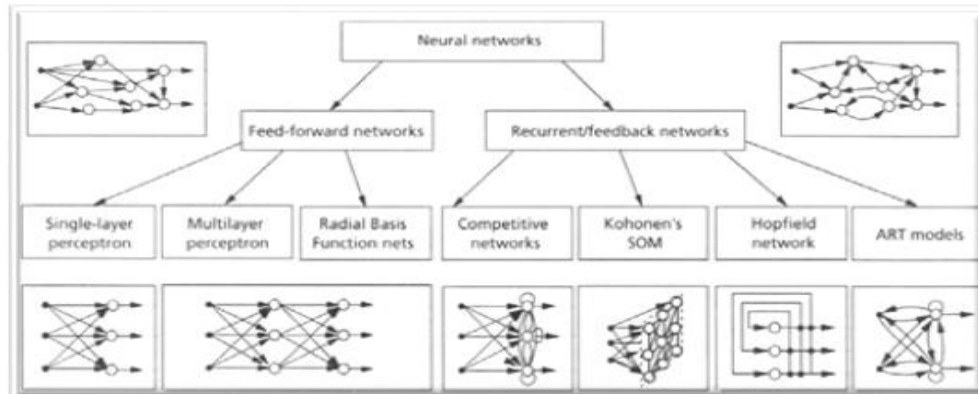 Neural networks
Feed-forward networks
Recurrent/feedback networks
Single-layer
perceptron
Multilayer
perceptron
Radial Basis
Function nets
Competitive
networks
Kohonen's
SOM
Hopfield
network
ART models